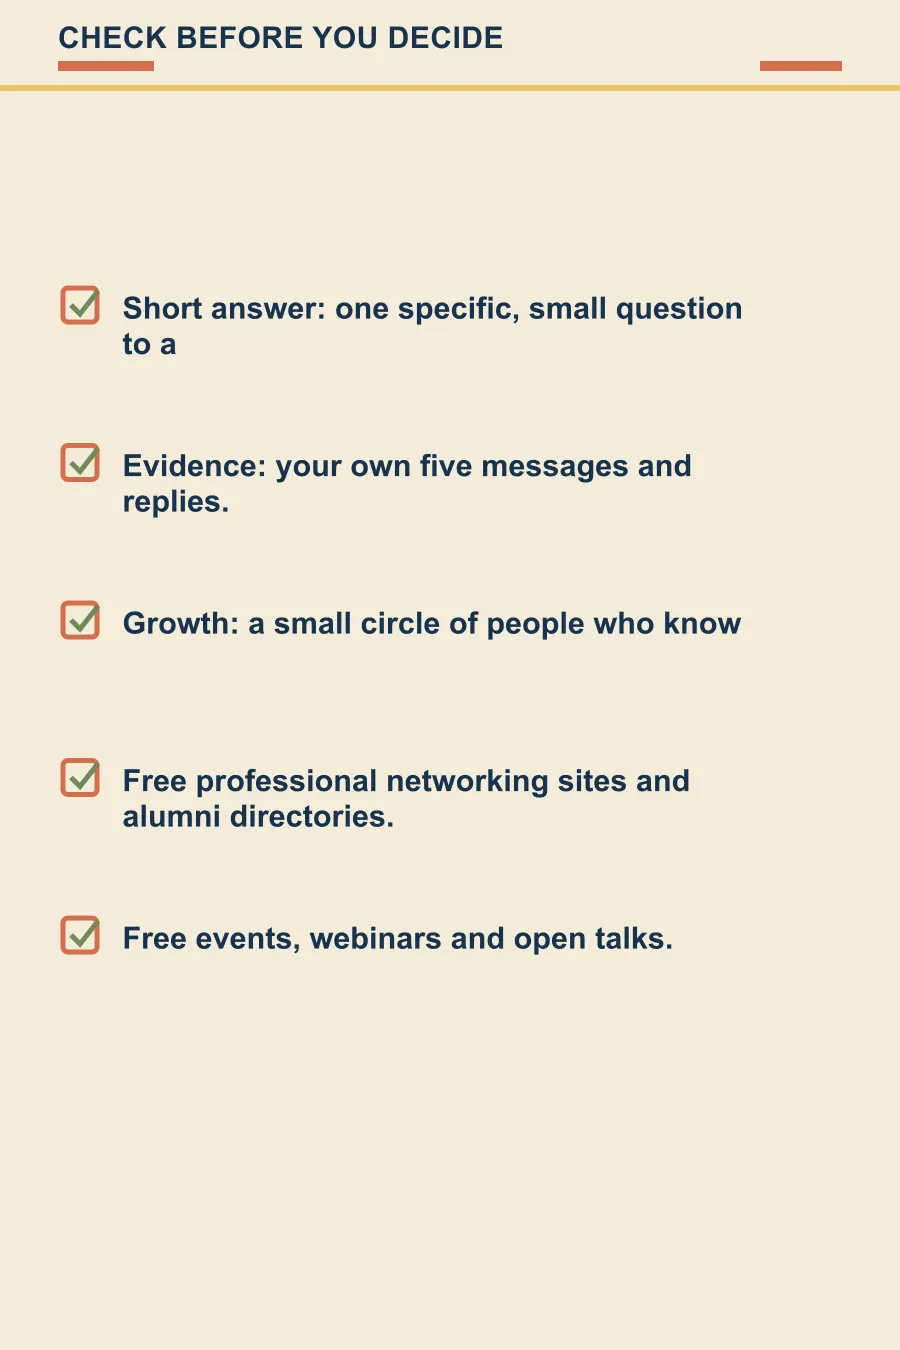 CHECK BEFORE YOU DECIDE
Short answer: one specific, small question
to a
Evidence: your own five messages and
replies.
Growth: a small circle of people who know
Free professional networking sites and
alumni directories.
Free events, webinars and open talks.